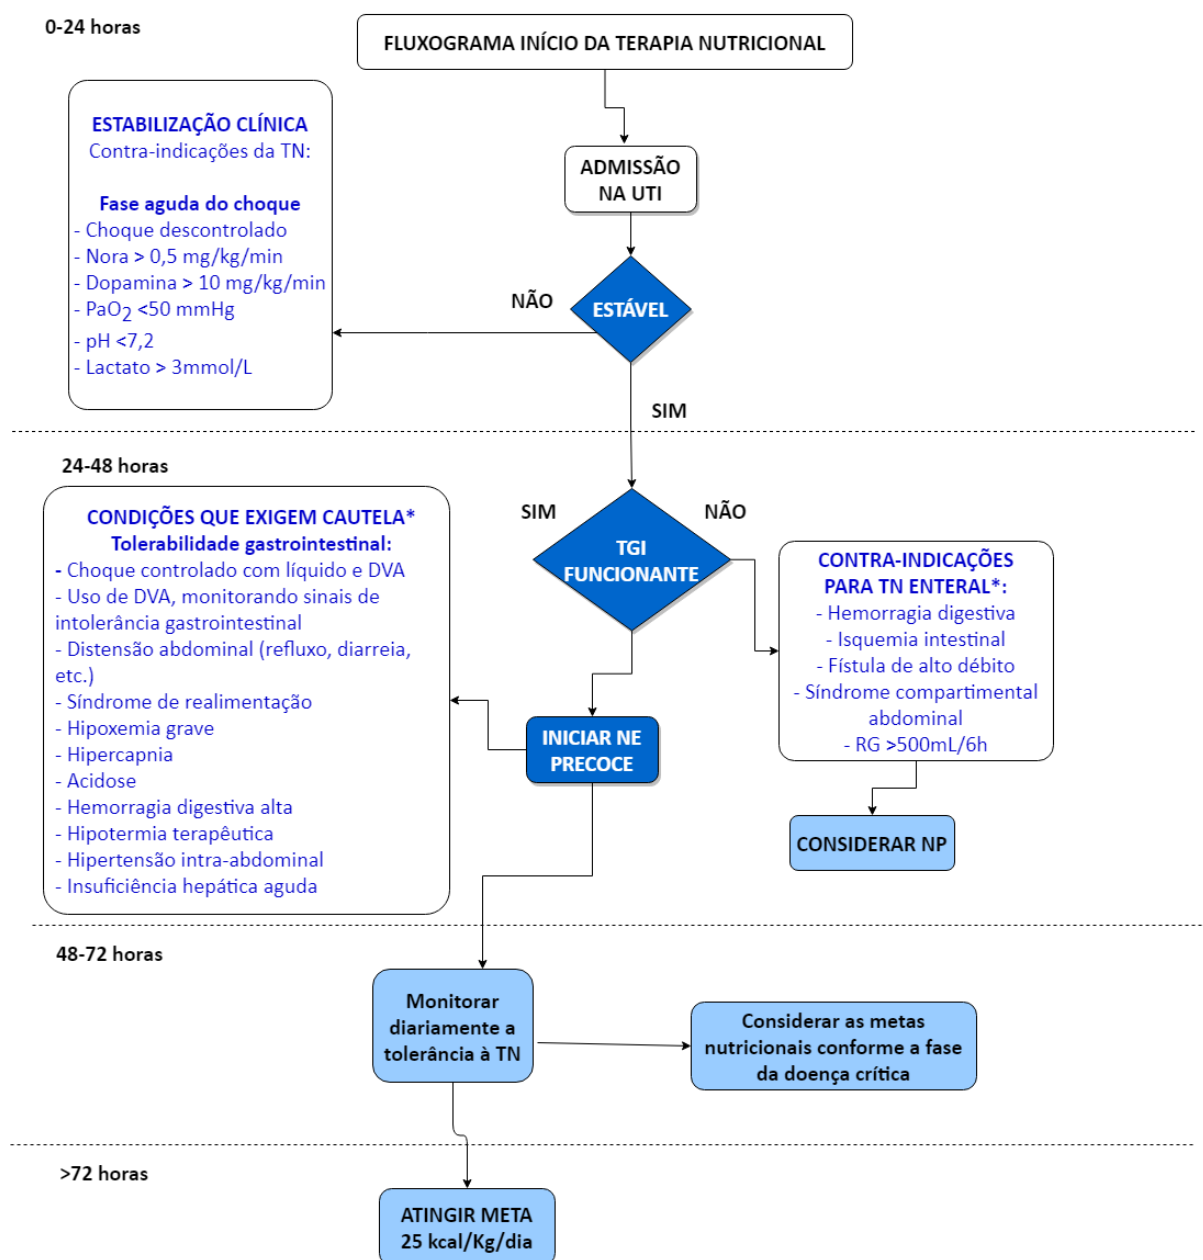 0-24 horas
FLUXOGRAMA INÍCIO DA TERAPIA NUTRICIONAL
ESTABILIZAÇÃO CLÍNICA
Contra-indicações da TN:
Fase aguda do choque
- Choque descontrolado
- Nora > 0,5 mg/kg/min
- Dopamina > 10 mg/kg/min
- PaO2 <50 mmHg
- pH <7,2
- Lactato > 3mmol/L
ADMISSÃO
NA UTI
NÃO
ESTÁVEL
SIM
24-48 horas
CONDIÇÕES QUE EXIGEM CAUTELA*
Tolerabilidade gastrointestinal:
- Choque controlado com líquido e DVA
- Uso de DVA, monitorando sinais de
intolerância gastrointestinal
- Distensão abdominal (refluxo, diarreia,
etc.)
- Síndrome de realimentação
- Hipoxemia grave
- Hipercapnia
- Acidose
- Hemorragia digestiva alta
- Hipotermia terapêutica
- Hipertensão intra-abdominal
- Insuficiência hepática aguda
SIM
NÃO
TGI
FUNCIONANTE
CONTRA-INDICAÇÕES
PARA TN ENTERAL*:
- Hemorragia digestiva
- Isquemia intestinal
- Fístula de alto débito
- Síndrome compartimental
abdominal
- RG >500mL/6h
INICIAR NE
PRECOCE
CONSIDERAR NP
48-72 horas
Monitorar
diariamente a
tolerância à TN
Considerar as metas
nutricionais conforme a fase
da doença crítica
>72 horas
ATINGIR META
25 kcal/Kg/dia